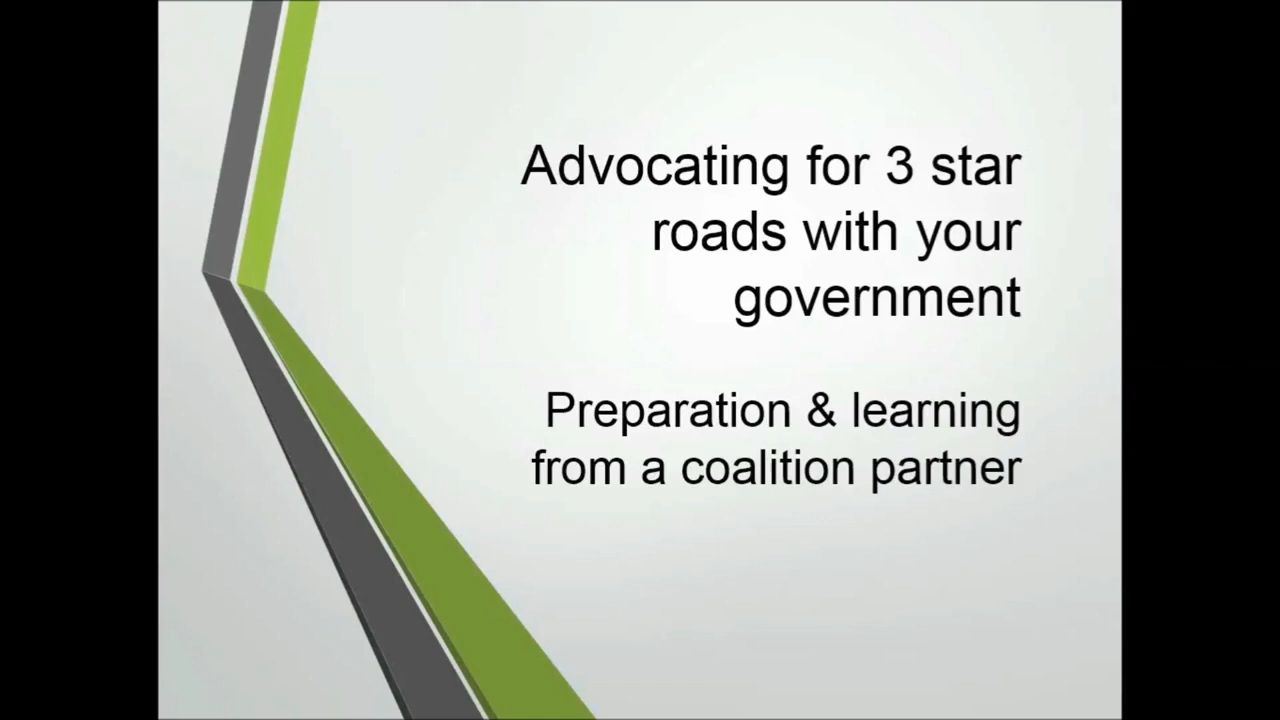 Advocating for 3 star
roads with your
government
Preparation & learning
from a coalition partner